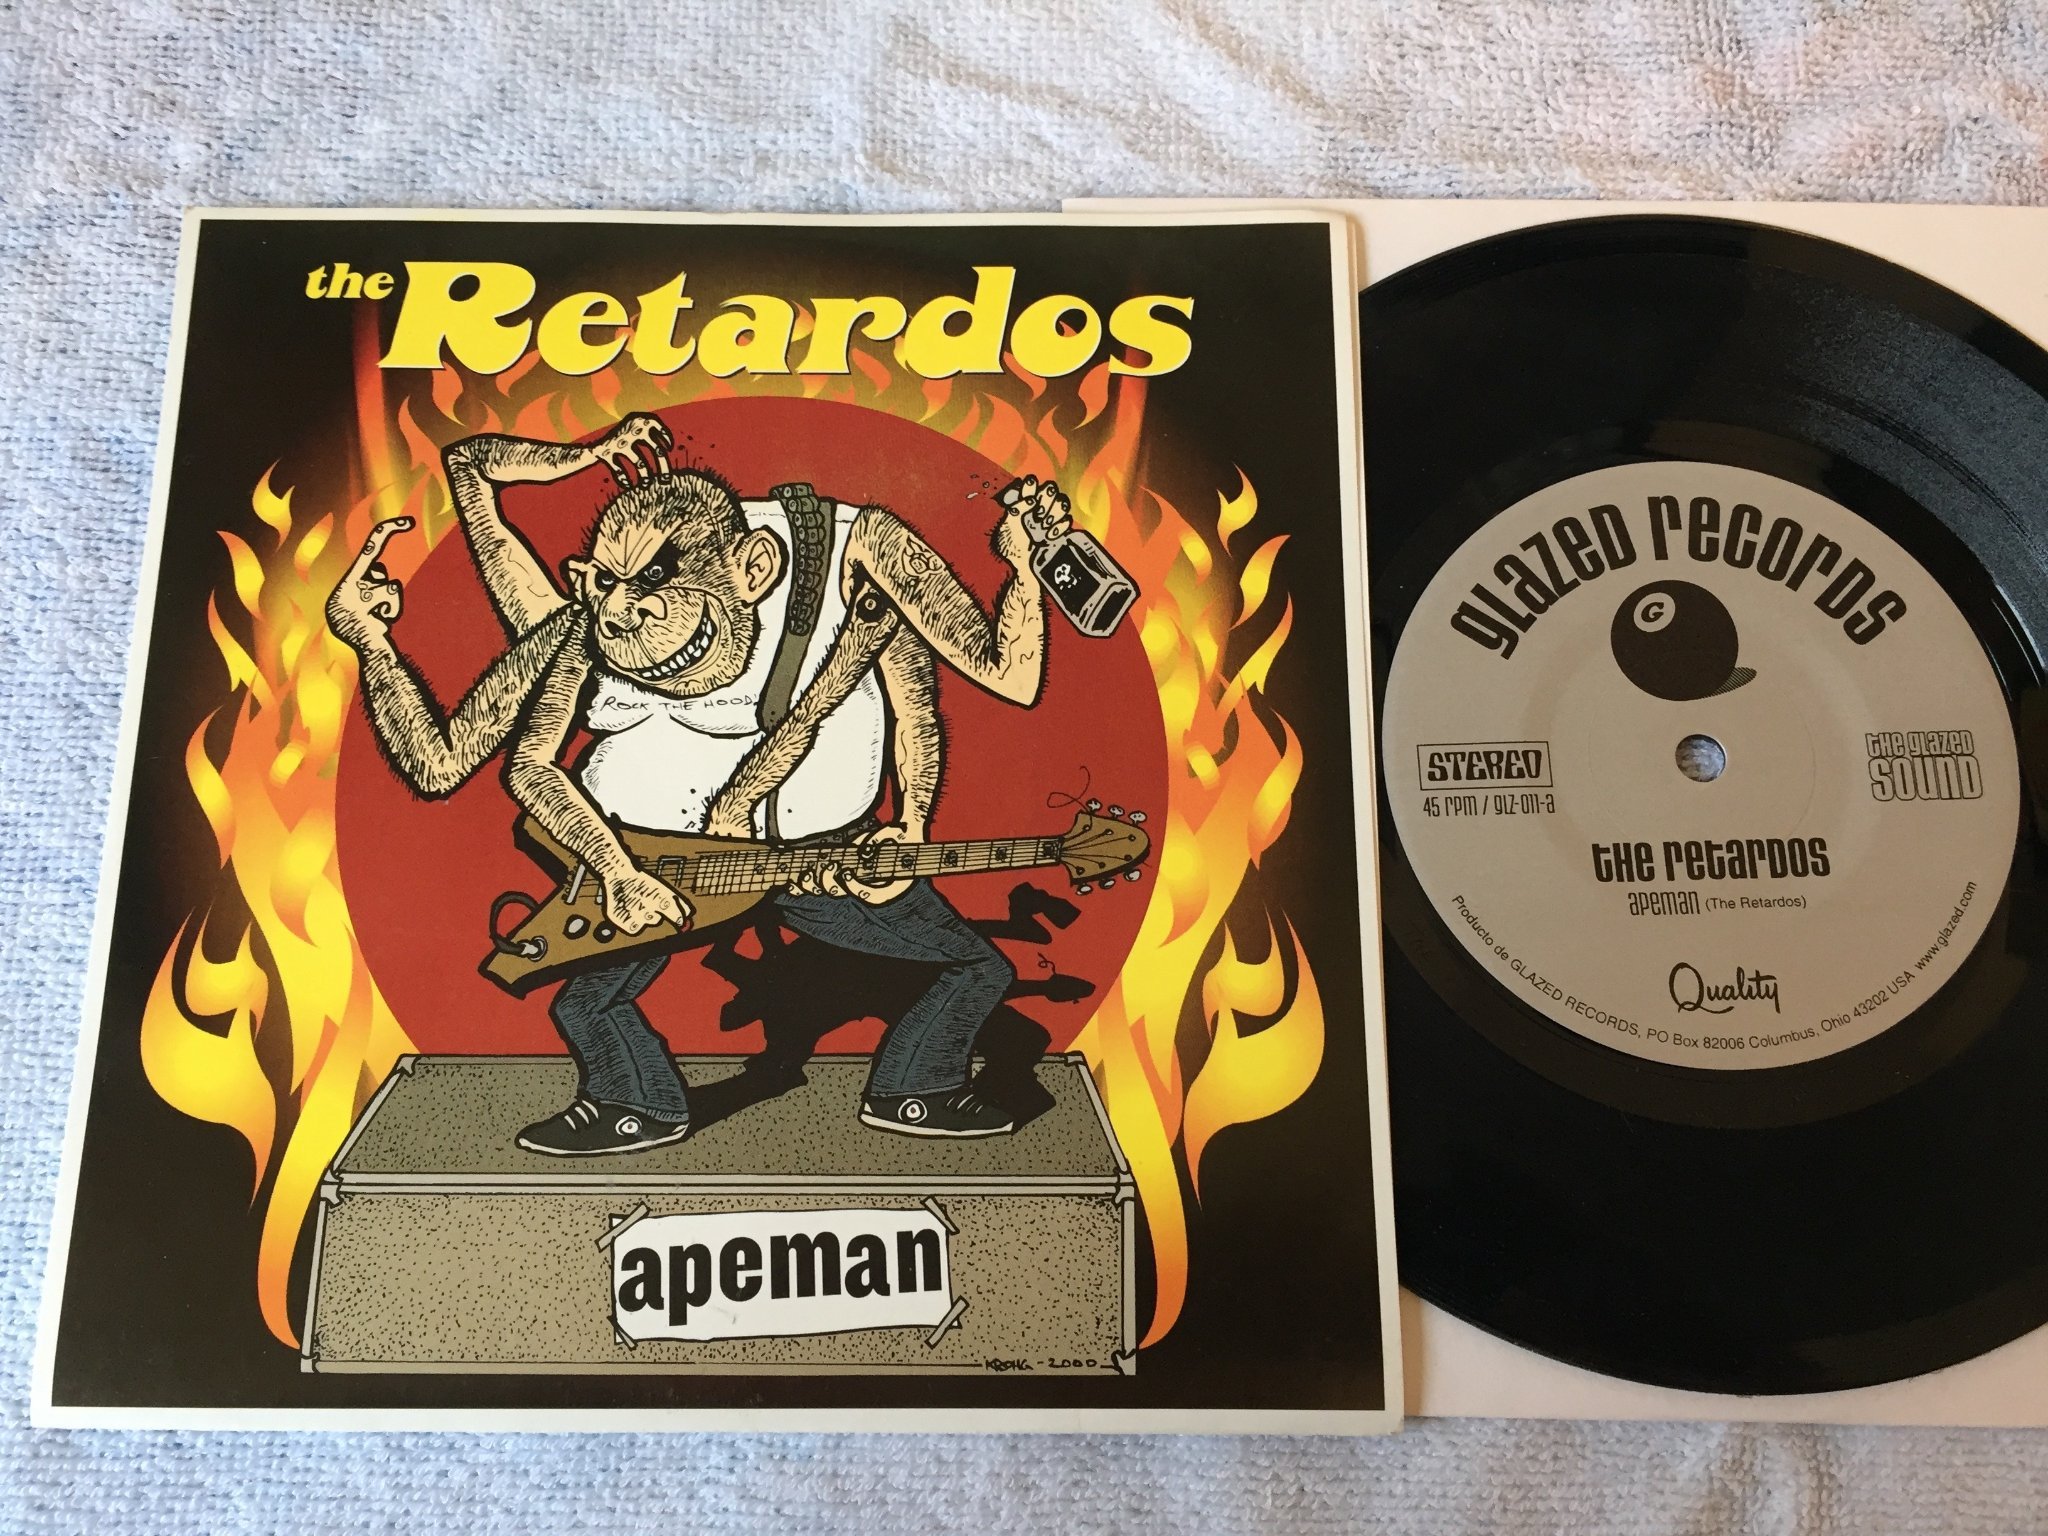 the Retardos
ROCK THE HOOD!
apeman
KROHG - 2000
GLAZED RECORDS
G
STEREO
45 rpm / GLZ-011-a
THE GLAZED
SOUND
THE RETARDOS
apeman (The Retardos)
Quality
Producto de GLAZED RECORDS, PO Box 82006 Columbus, Ohio 43202 USA www.glazed.com